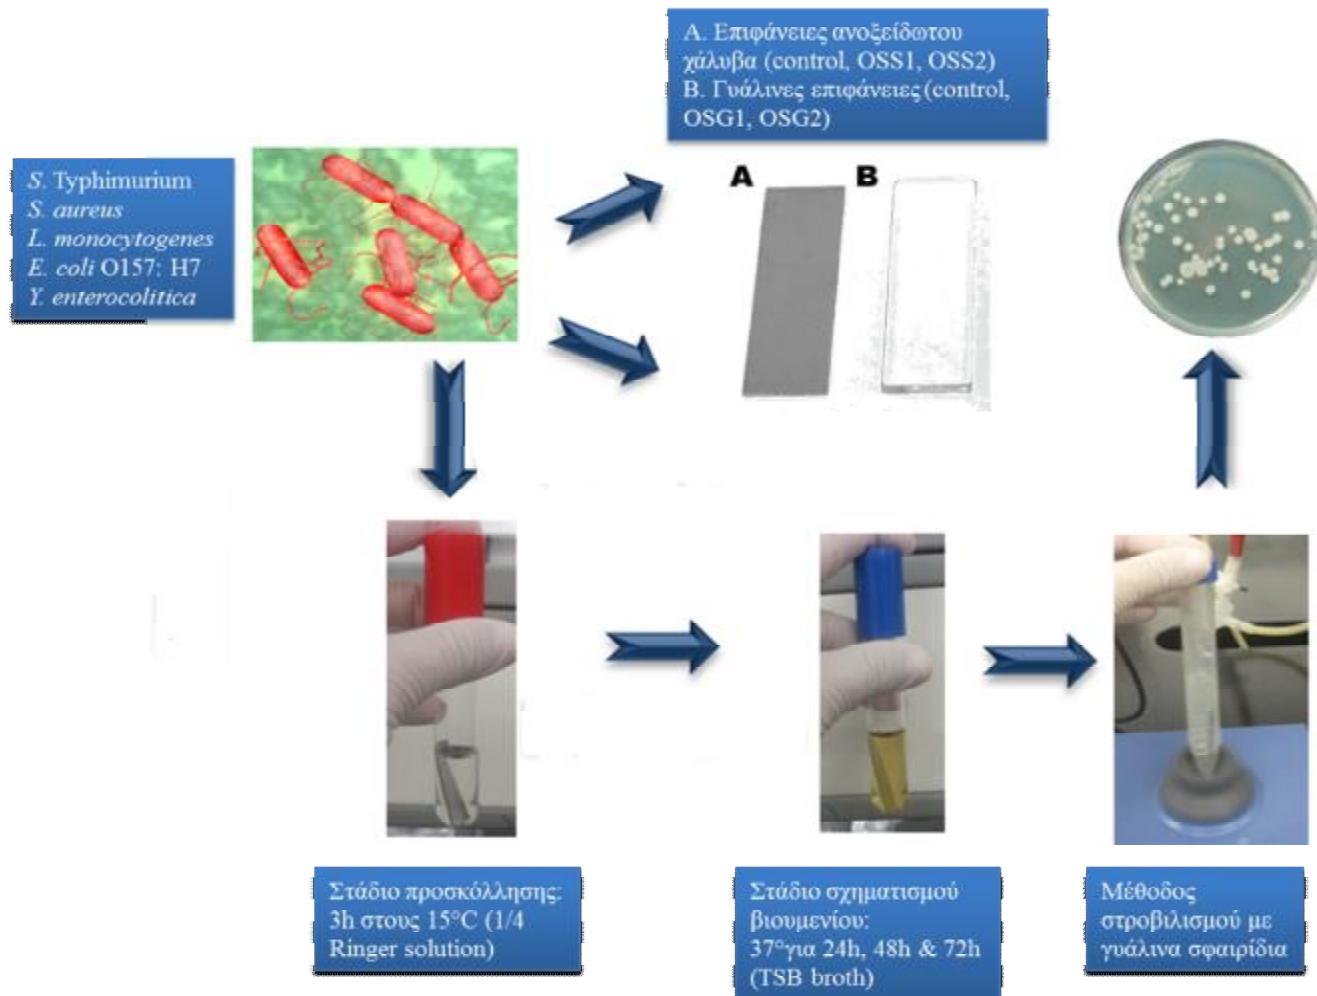 Α. Επιφάνειες ανοξείδωτου
χάλυβα (control, OSS1, OSS2)
Β. Γυάλινες επιφάνειες (control,
OSG1, OSG2)
S. Typhimurium
S. aureus
L. monocytogenes
E. coli O157: H7
Y. enterocolitica
A B
Στάδιο προσκόλλησης:
3h στους 15°C (1/4
Ringer solution)
Στάδιο σχηματισμού
βιουμενίου:
37°για 24h, 48h & 72h
(TSB broth)
Μέθοδος
στροβιλισμού με
γυάλινα σφαιρίδια